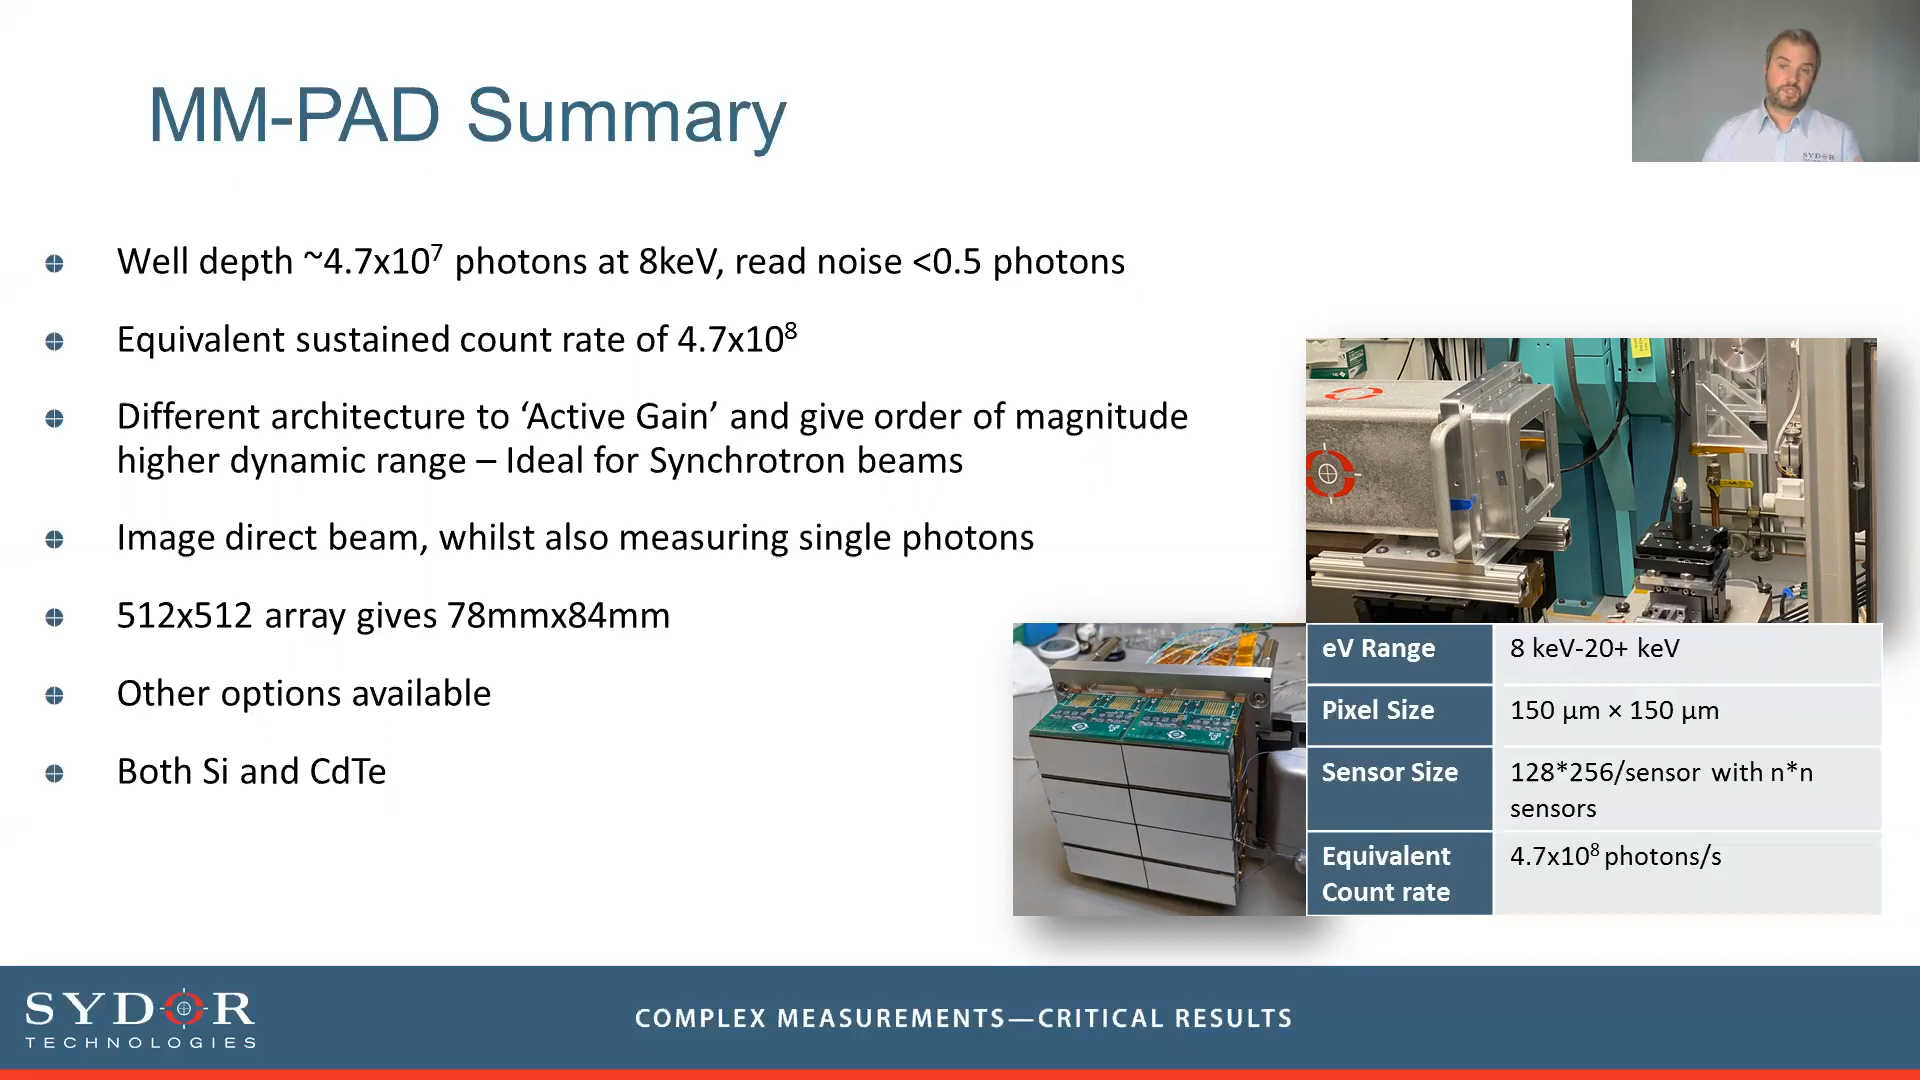 MM-PAD Summary
Well depth ~4.7x10⁷ photons at 8keV, read noise <0.5 photons
Equivalent sustained count rate of 4.7x10⁸
Different architecture to ‘Active Gain’ and give order of magnitude
higher dynamic range – Ideal for Synchrotron beams
Image direct beam, whilst also measuring single photons
512x512 array gives 78mmx84mm
Other options available
Both Si and CdTe
eV Range 8 keV-20+ keV
Pixel Size 150 µm × 150 µm
Sensor Size 128*256/sensor with n*n
sensors
Equivalent 4.7x10⁸ photons/s
Count rate
SYDOR
SYDOR
TECHNOLOGIES
COMPLEX MEASUREMENTS—CRITICAL RESULTS